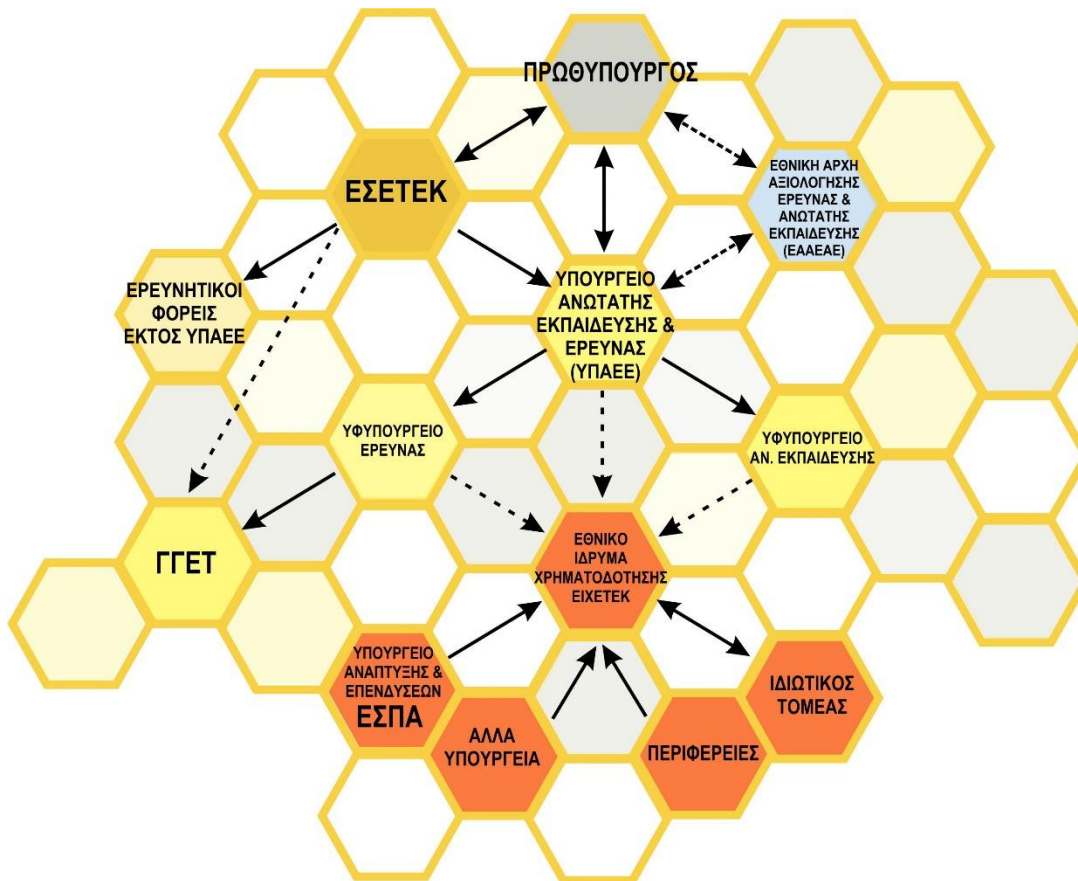 ΠΡΩΘΥΠΟΥΡΓΟΣ
ΕΣΕΤΕΚ
ΕΘΝΙΚΗ ΑΡΧΗ
ΑΞΙΟΛΟΓΗΣΗΣ
ΕΡΕΥΝΑΣ &
ΑΝΩΤΑΤΗΣ
ΕΚΠΑΙΔΕΥΣΗΣ
(ΕΑΑΕΑΕ)
ΕΡΕΥΝΗΤΙΚΟΙ
ΦΟΡΕΙΣ
ΕΚΤΟΣ ΥΠΑΕΕ
ΥΠΟΥΡΓΕΙΟ
ΑΝΩΤΑΤΗΣ
ΕΚΠΑΙΔΕΥΣΗΣ &
ΕΡΕΥΝΑΣ
(ΥΠΑΕΕ)
ΥΦΥΠΟΥΡΓΕΙΟ
ΕΡΕΥΝΑΣ
ΥΦΥΠΟΥΡΓΕΙΟ
ΑΝ. ΕΚΠΑΙΔΕΥΣΗΣ
ΓΓΕΤ
ΕΘΝΙΚΟ
ΙΔΡΥΜΑ
ΧΡΗΜΑΤΟΔΟΤΗΣΗΣ
ΕΙΧΕΤΕΚ
ΥΠΟΥΡΓΕΙΟ
ΑΝΑΠΤΥΞΗΣ &
ΕΠΕΝΔΥΣΕΩΝ
ΕΣΠΑ
ΑΛΛΑ
ΥΠΟΥΡΓΕΙΑ
ΠΕΡΙΦΕΡΕΙΕΣ
ΙΔΙΩΤΙΚΟΣ
ΤΟΜΕΑΣ